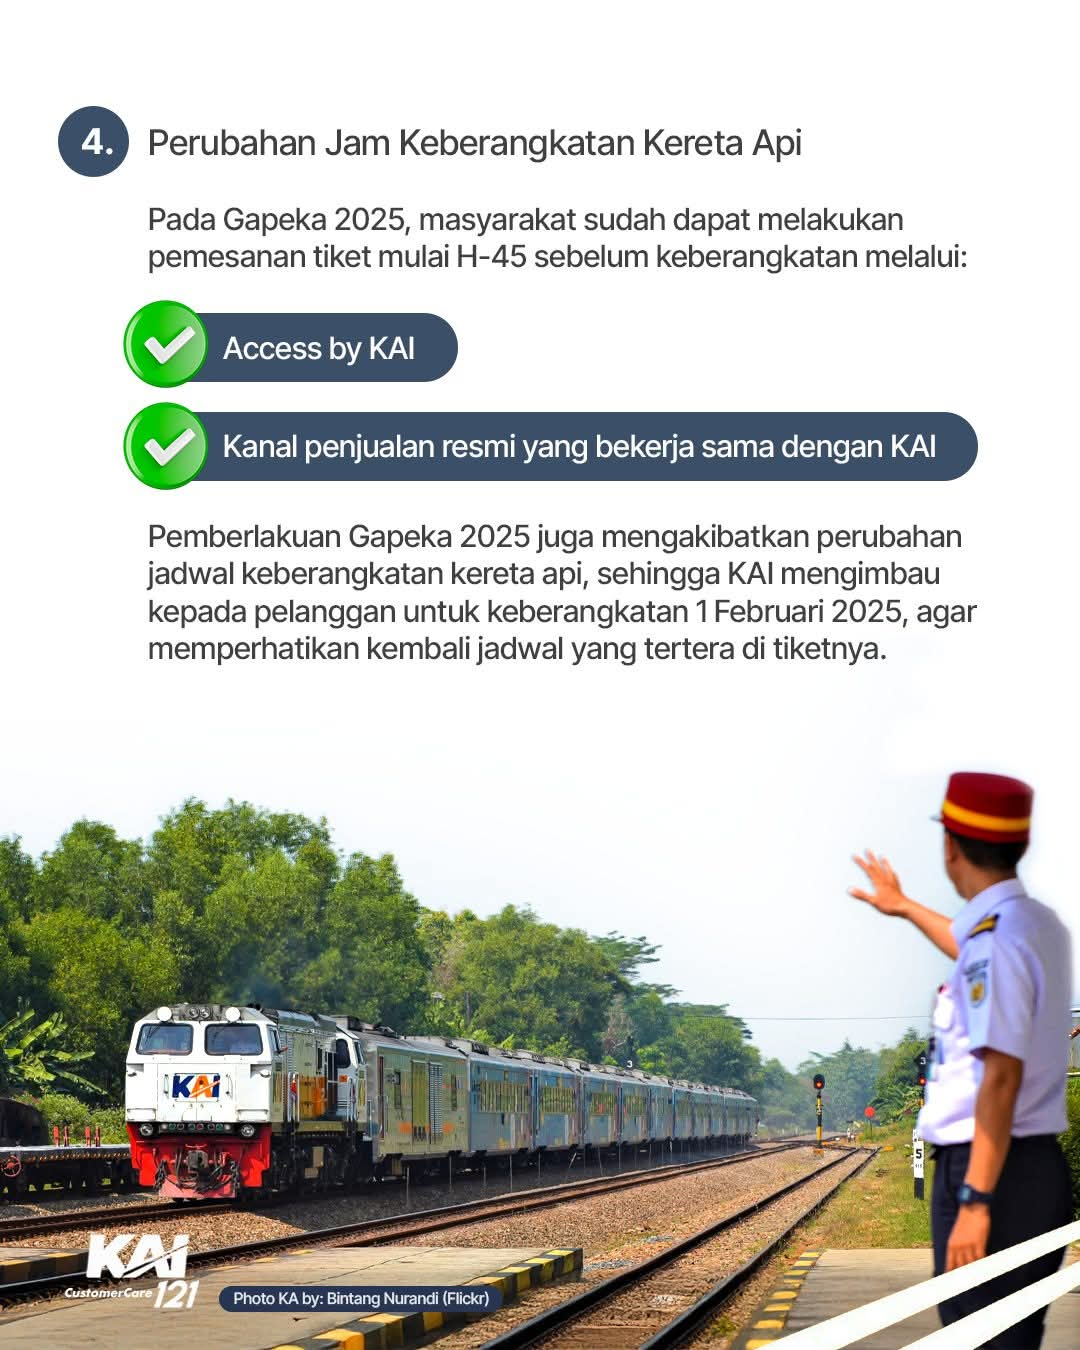 4. Perubahan Jam Keberangkatan Kereta Api
Pada Gapeka 2025, masyarakat sudah dapat melakukan
pemesanan tiket mulai H-45 sebelum keberangkatan melalui:
Access by KAI
Kanal penjualan resmi yang bekerja sama dengan KAI
Pemberlakuan Gapeka 2025 juga mengakibatkan perubahan
jadwal keberangkatan kereta api, sehingga KAI mengimbau
kepada pelanggan untuk keberangkatan 1 Februari 2025, agar
memperhatikan kembali jadwal yang tertera di tiketnya.
KAI
3
5
KAI
CustomerCare 121
Photo KA by: Bintang Nurandi (Flickr)